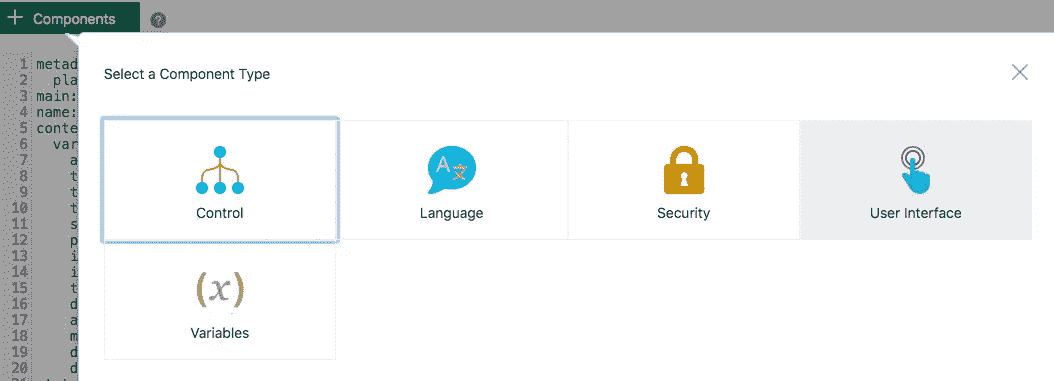 + Components ?
Select a Component Type
1 metad
2 pla
3 main:
4 name:
5 conte
6 var
7 a
8 t
9 t
10 t
11 s
12 p
13 i
14 i
15 t
16 d
17 a
18 m
19 d
20 d
Control
Language
Security
User Interface
(x)
Variables